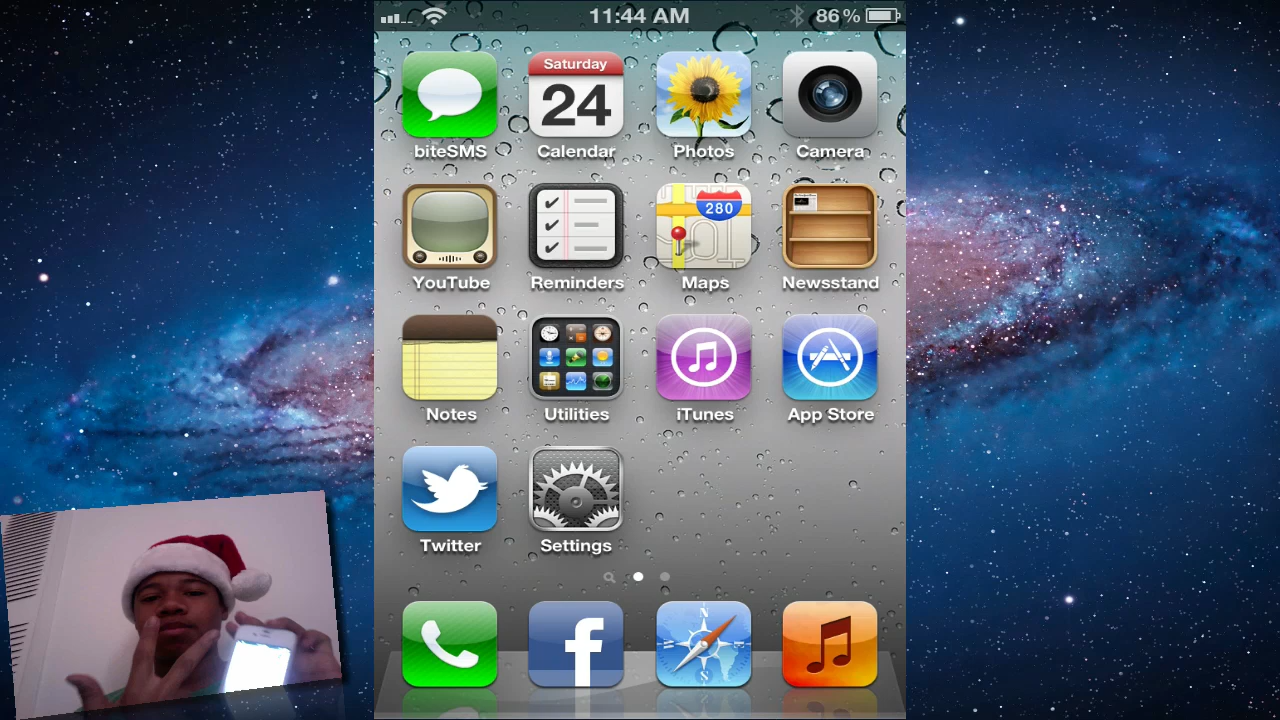 11:44 AM 86%
Saturday
24
biteSMS Calendar Photos Camera
280
YouTube Reminders Maps Newsstand
Notes Utilities iTunes App Store
Twitter Settings
f
N
S